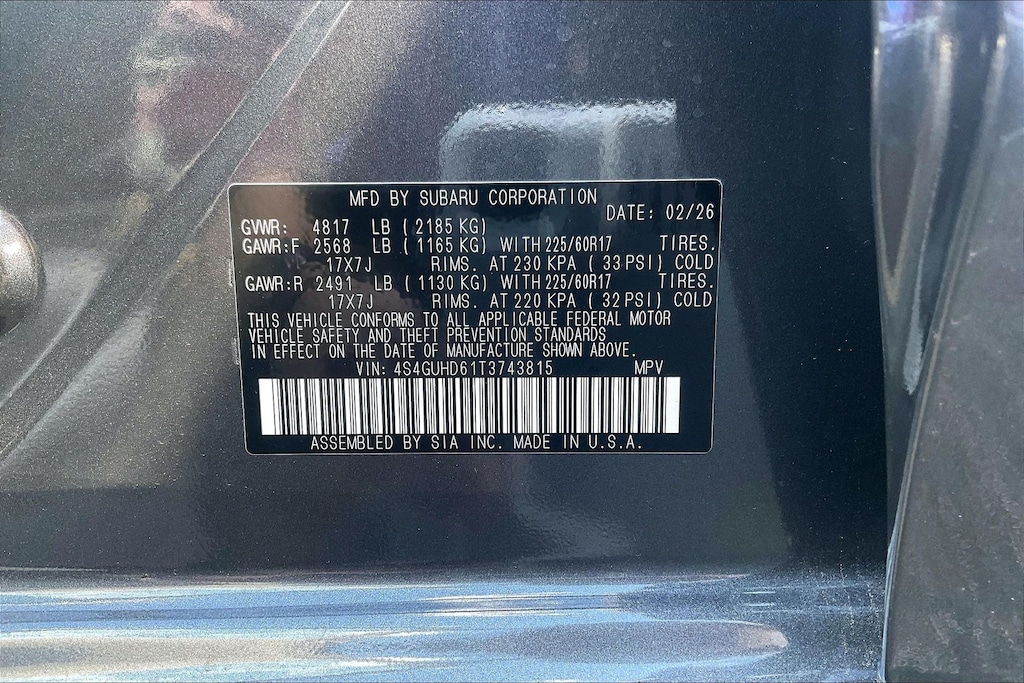 MFD BY SUBARU CORPORATION
DATE: 02/26
GVWR: 4817 LB ( 2185 KG)
GAWR:F 2568 LB ( 1165 KG) WITH 225/60R17 TIRES.
17X7J RIMS. AT 230 KPA ( 33 PSI) COLD
GAWR:R 2491 LB ( 1130 KG) WITH 225/60R17 TIRES.
17X7J RIMS. AT 220 KPA ( 32 PSI) COLD
THIS VEHICLE CONFORMS TO ALL APPLICABLE FEDERAL MOTOR
VEHICLE SAFETY AND THEFT PREVENTION STANDARDS
IN EFFECT ON THE DATE OF MANUFACTURE SHOWN ABOVE.
VIN: 4S4GUHD61T3743815 MPV
ASSEMBLED BY SIA INC. MADE IN U.S.A.